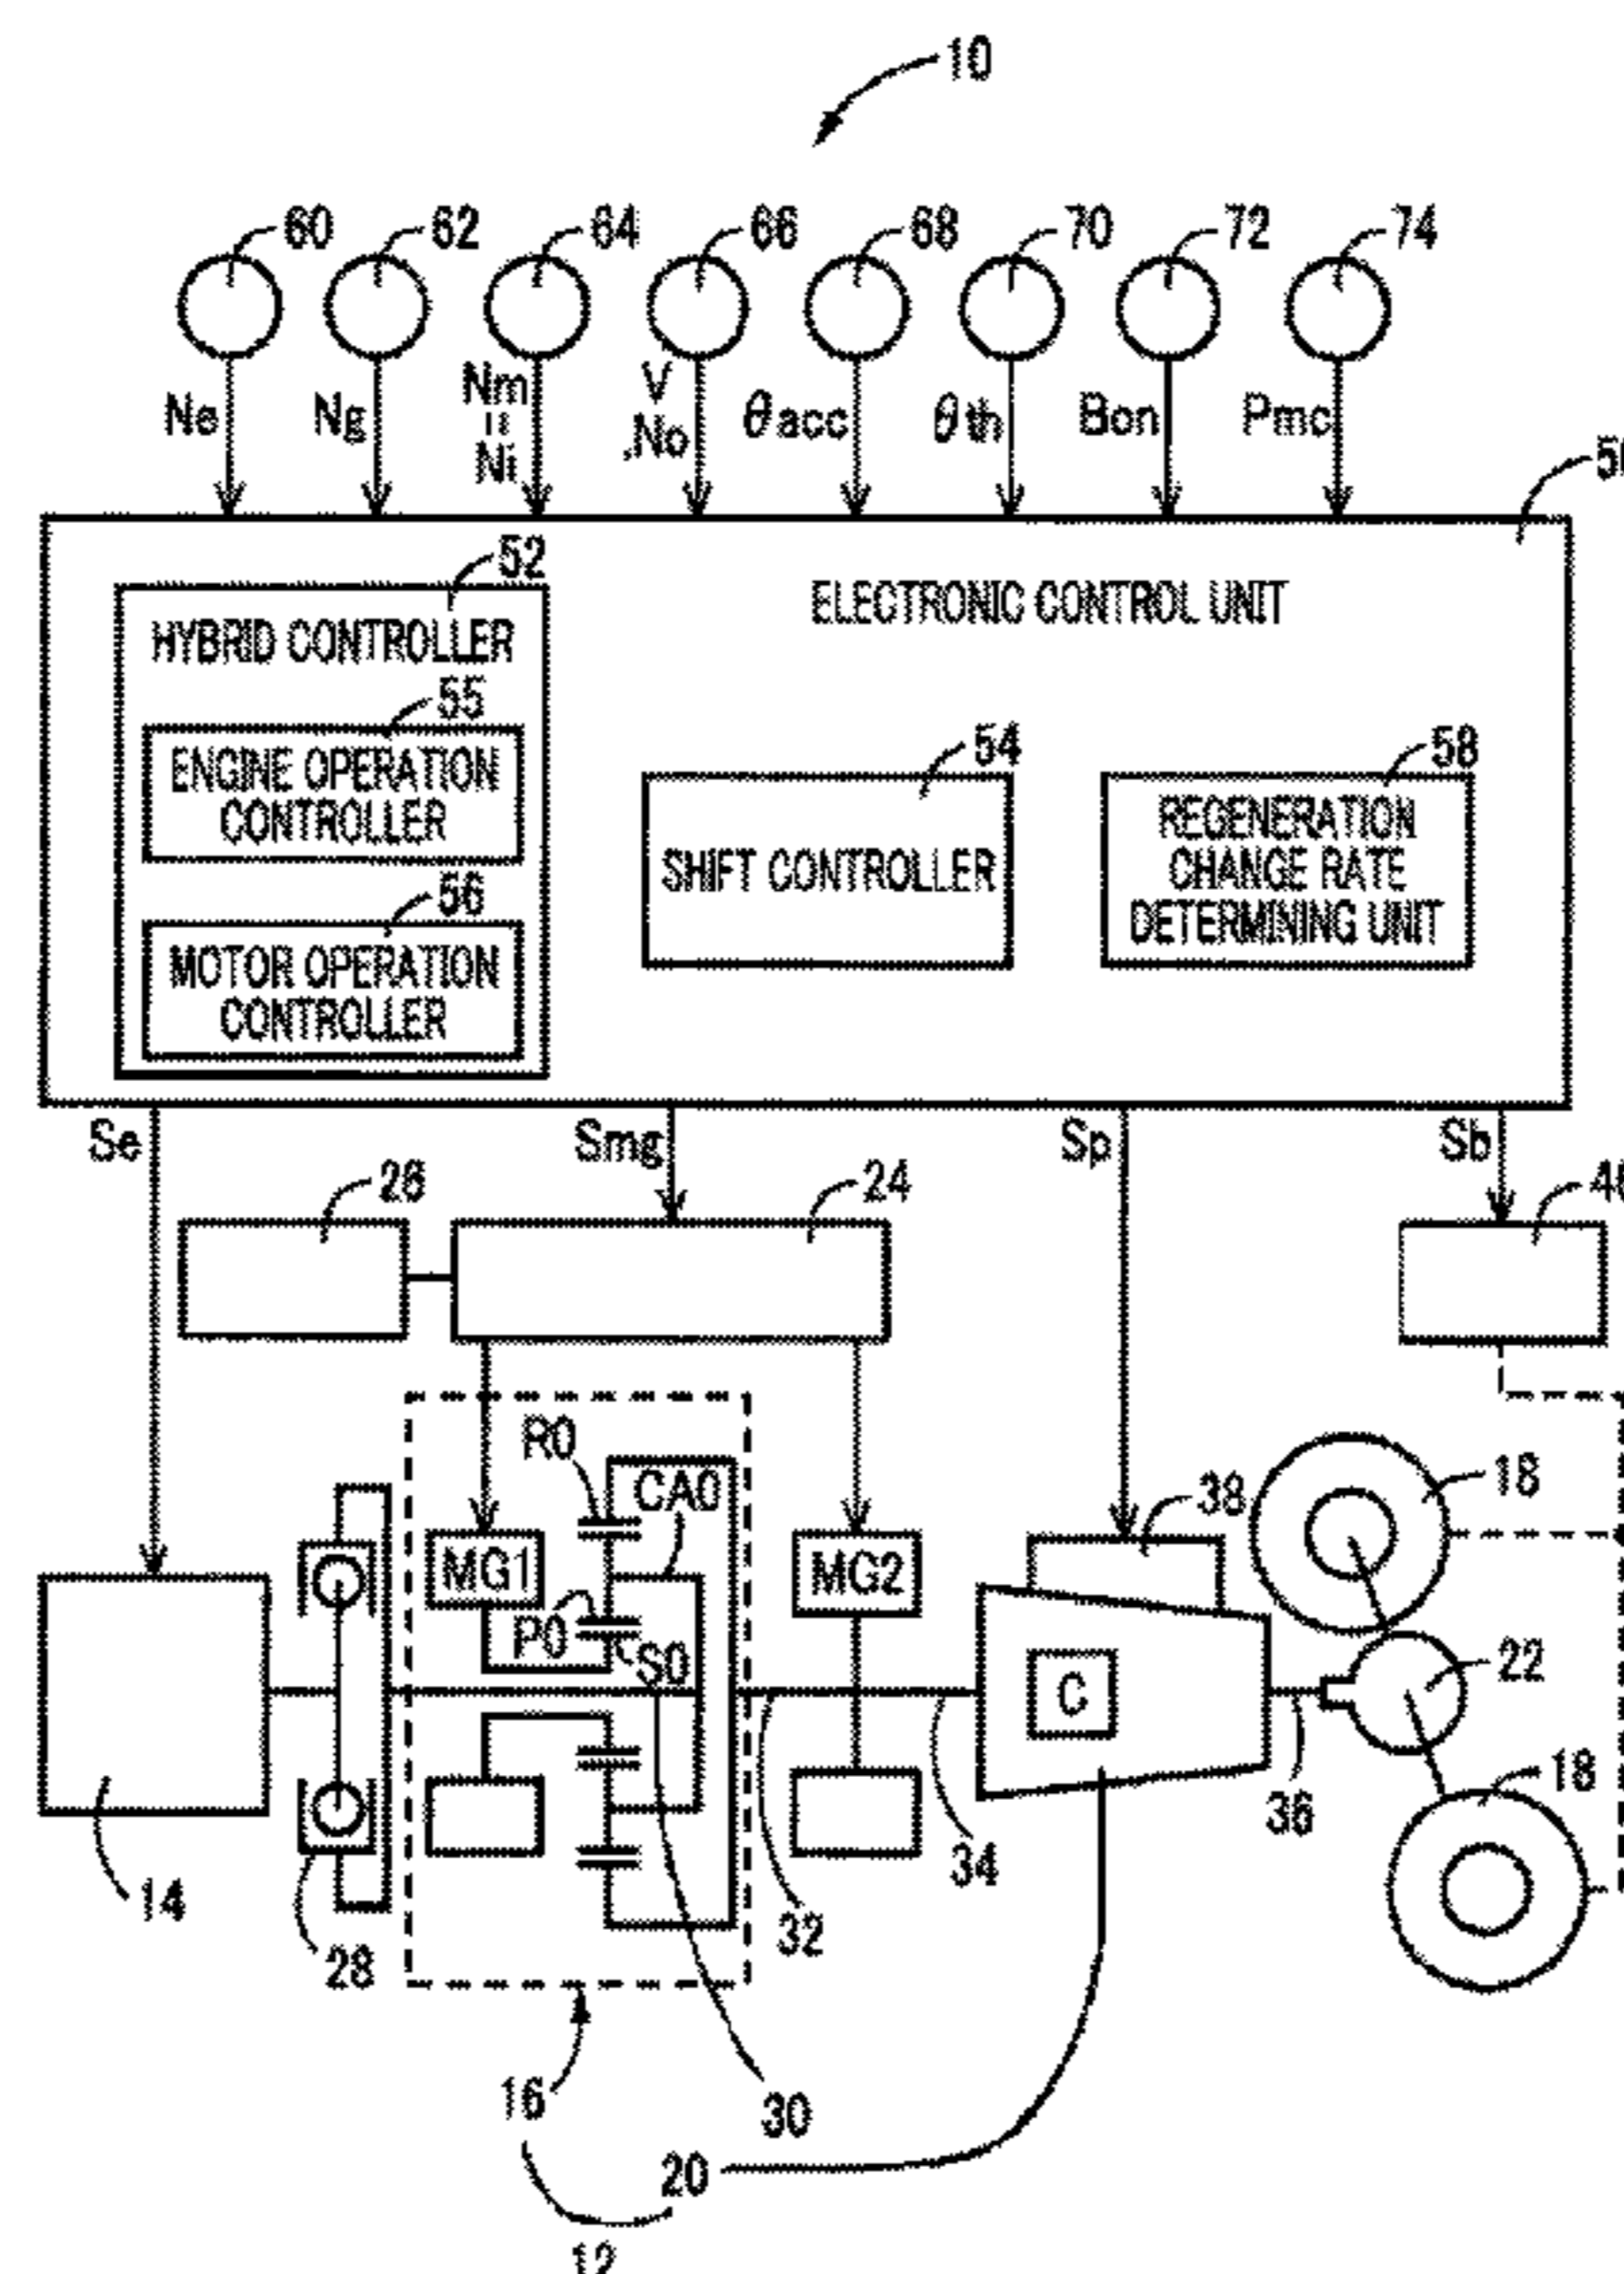 10
60 62 64 66 68 70 72 74
Ne Ng Nm = Ni V ,No θacc θth Bon Pmc
52
HYBRID CONTROLLER
ELECTRONIC CONTROL UNIT
55
ENGINE OPERATION
CONTROLLER
56
MOTOR OPERATION
CONTROLLER
54
SHIFT CONTROLLER
58
REGENERATION
CHANGE RATE
DETERMINING UNIT
Se Smg Sp Sb
26 24
R0
CA0
38 18
MG1 MG2
P0 S0
C
22
18
14
28
32
34
36
16
30
20
12